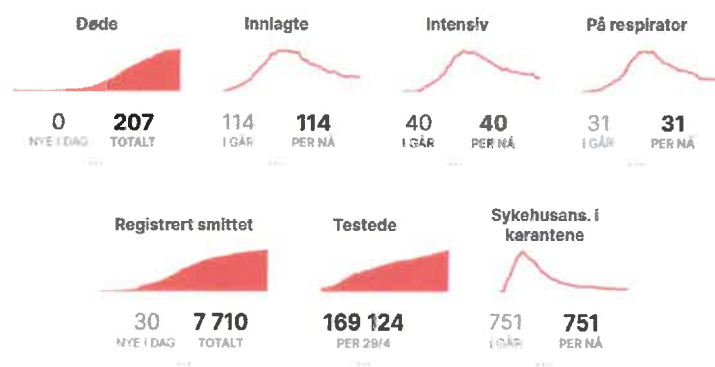 Døde
Innlagte
Intensiv
På respirator
0 207
NYE I DAG TOTALT
114 114
I GÅR PER NÅ
40 40
I GÅR PER NÅ
31 31
I GÅR PER NÅ
Registrert smittet
Testede
Sykehusans. i
karantene
30 7 710
NYE I DAG TOTALT
169 124
PER 29/4
751 751
I GÅR PER NÅ